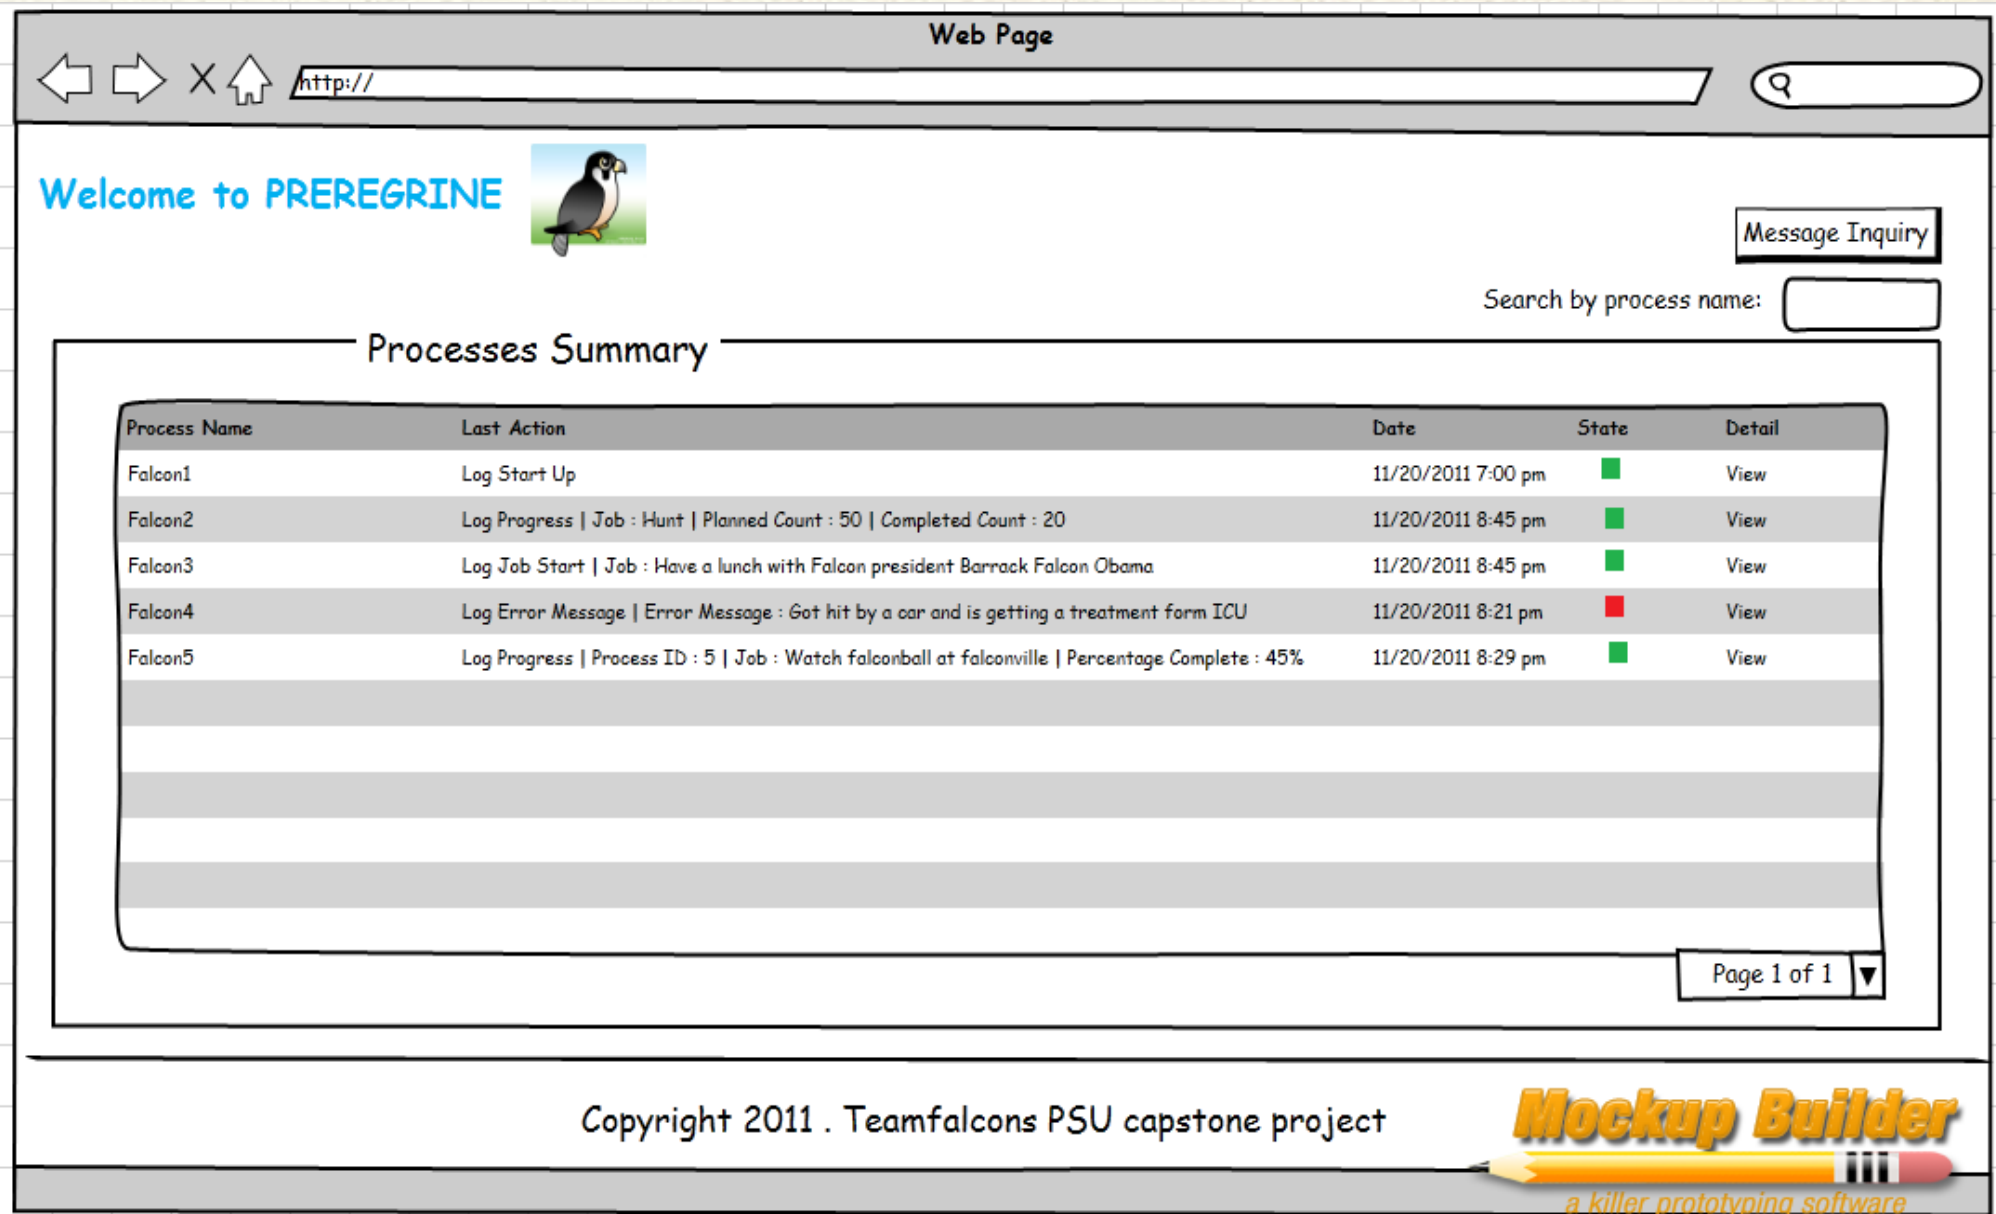 Web Page
http://
Welcome to PREREGRINE
Message Inquiry
Search by process name:
Processes Summary
Process Name Last Action Date State Detail
Falcon1 Log Start Up 11/20/2011 7:00 pm View
Falcon2 Log Progress | Job : Hunt | Planned Count : 50 | Completed Count : 20 11/20/2011 8:45 pm View
Falcon3 Log Job Start | Job : Have a lunch with Falcon president Barrack Falcon Obama 11/20/2011 8:45 pm View
Falcon4 Log Error Message | Error Message : Got hit by a car and is getting a treatment form ICU 11/20/2011 8:21 pm View
Falcon5 Log Progress | Process ID : 5 | Job : Watch falconball at falconville | Percentage Complete : 45% 11/20/2011 8:29 pm View
Page 1 of 1
Copyright 2011 . Teamfalcons PSU capstone project
Mockup Builder
a killer prototyping software